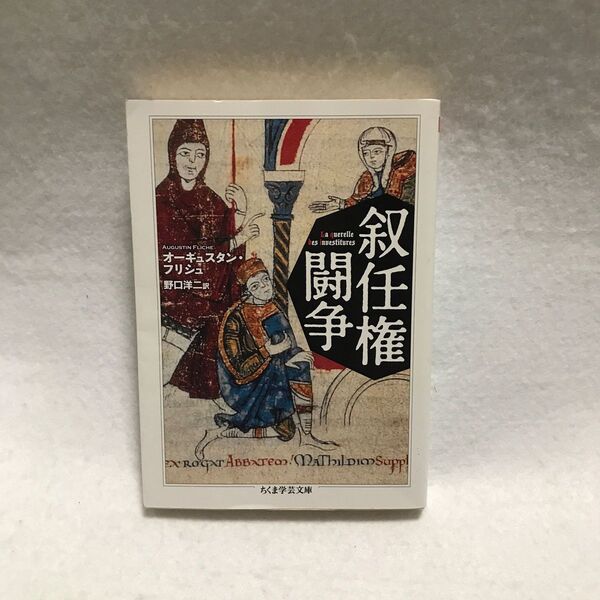 叙任権
闘争
La querelle
Des investitures
AUGUSTIN FLICHE
オーギュスタン・
フリシュ
野口洋二 訳
EX ROGAT ABBATEM! MATHILDIM SUPPL
ちくま学芸文庫